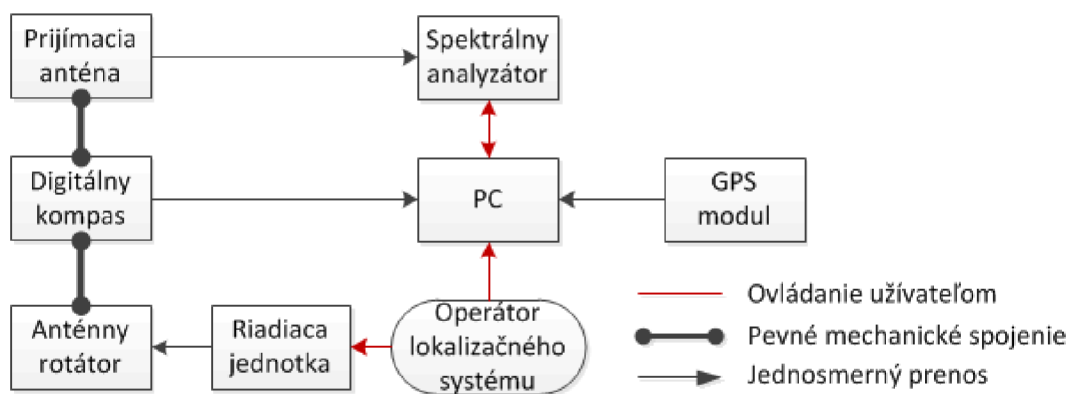 Prijímacia
anténa
Spektrálny
analyzátor
Digitálny
kompas
PC
GPS
modul
Anténny
rotátor
Riadiaca
jednotka
Operátor
lokalizačného
systému
Ovládanie užívateľom
Pevné mechanické spojenie
Jednosmerný prenos